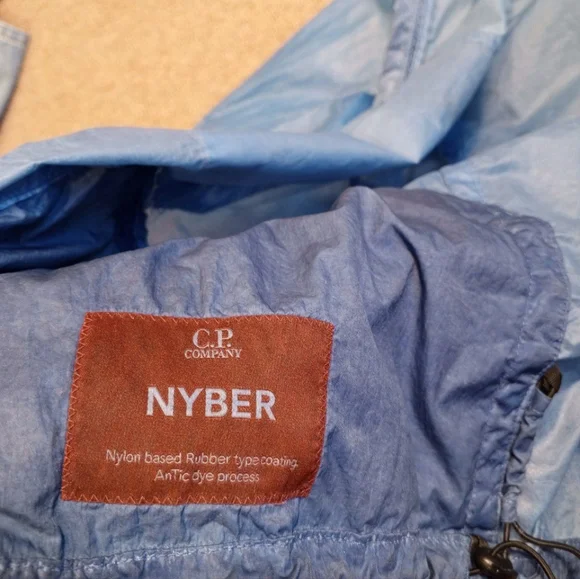 C.P.
COMPANY
NYBER
Nylon based Rubber type coating.
AnTic dye process